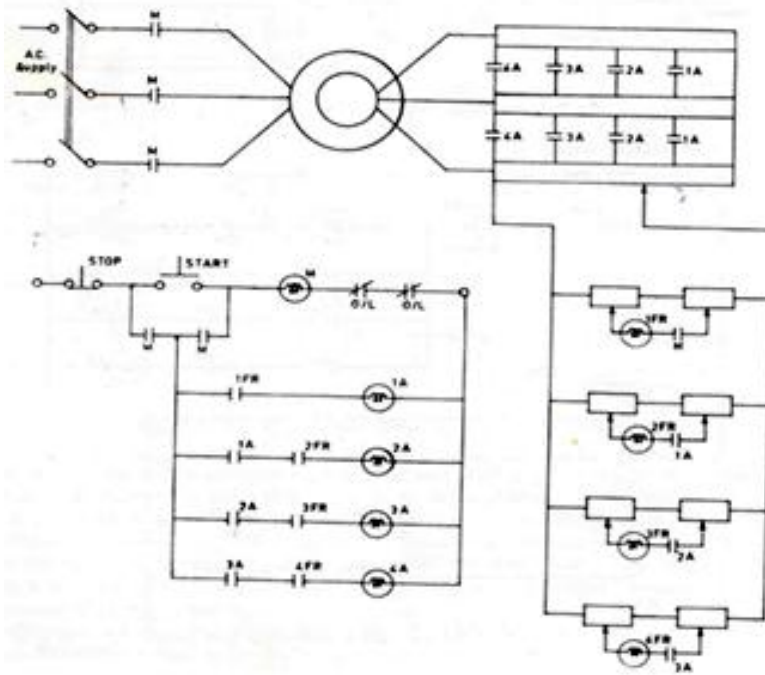 M
A.C.
Supply
M
M
4A 3A 2A 1A
4A 3A 2A 1A
STOP START M
O/L O/L
M M
1FR 1A
1A 2FR 2A
2A 3FR 3A
3A 4FR 4A
1FR
M
2FR
1A
3FR
2A
4FR
3A